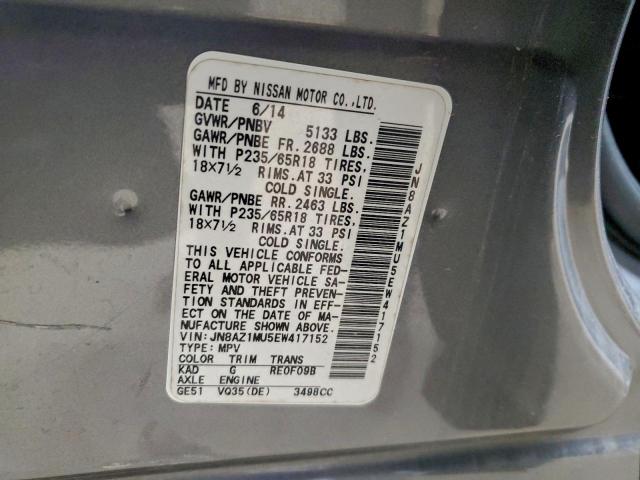 MFD BY NISSAN MOTOR CO.,LTD.
DATE 6/14
GVWR/PNBV 5133 LBS.
GAWR/PNBE FR. 2688 LBS.
WITH P235/65R18 TIRES,
18X7½ RIMS.AT 33 PSI
COLD SINGLE.
GAWR/PNBE RR. 2463 LBS.
WITH P235/65R18 TIRES,
18X7½ RIMS.AT 33 PSI
COLD SINGLE.
THIS VEHICLE CONFORMS
TO ALL APPLICABLE FED-
ERAL MOTOR VEHICLE SA-
FETY AND THEFT PREVEN-
TION STANDARDS IN EFF-
ECT ON THE DATE OF MA-
NUFACTURE SHOWN ABOVE.
VIN: JN8AZ1MU5EW417152
TYPE: MPV
COLOR TRIM TRANS
KAD G RE0F09B
AXLE ENGINE
GE51 VQ35(DE) 3498CC
JN8AZ1MU5EW417152